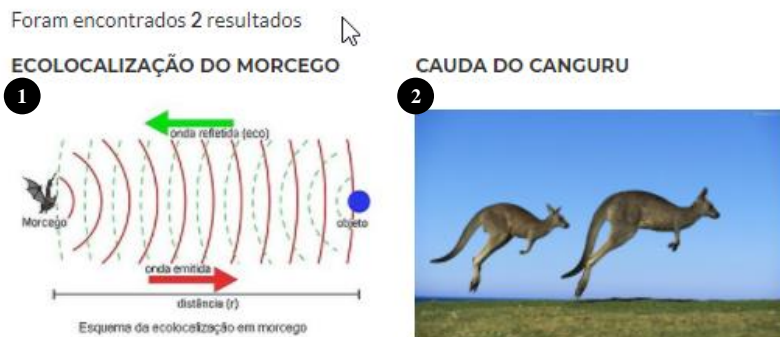 Foram encontrados 2 resultados
ECOLOCALIZAÇÃO DO MORCEGO
1
onda refletida (eco)
Morcego
objeto
onda emitida
distância (r)
Esquema da ecolocalização em morcego
CAUDA DO CANGURU
2